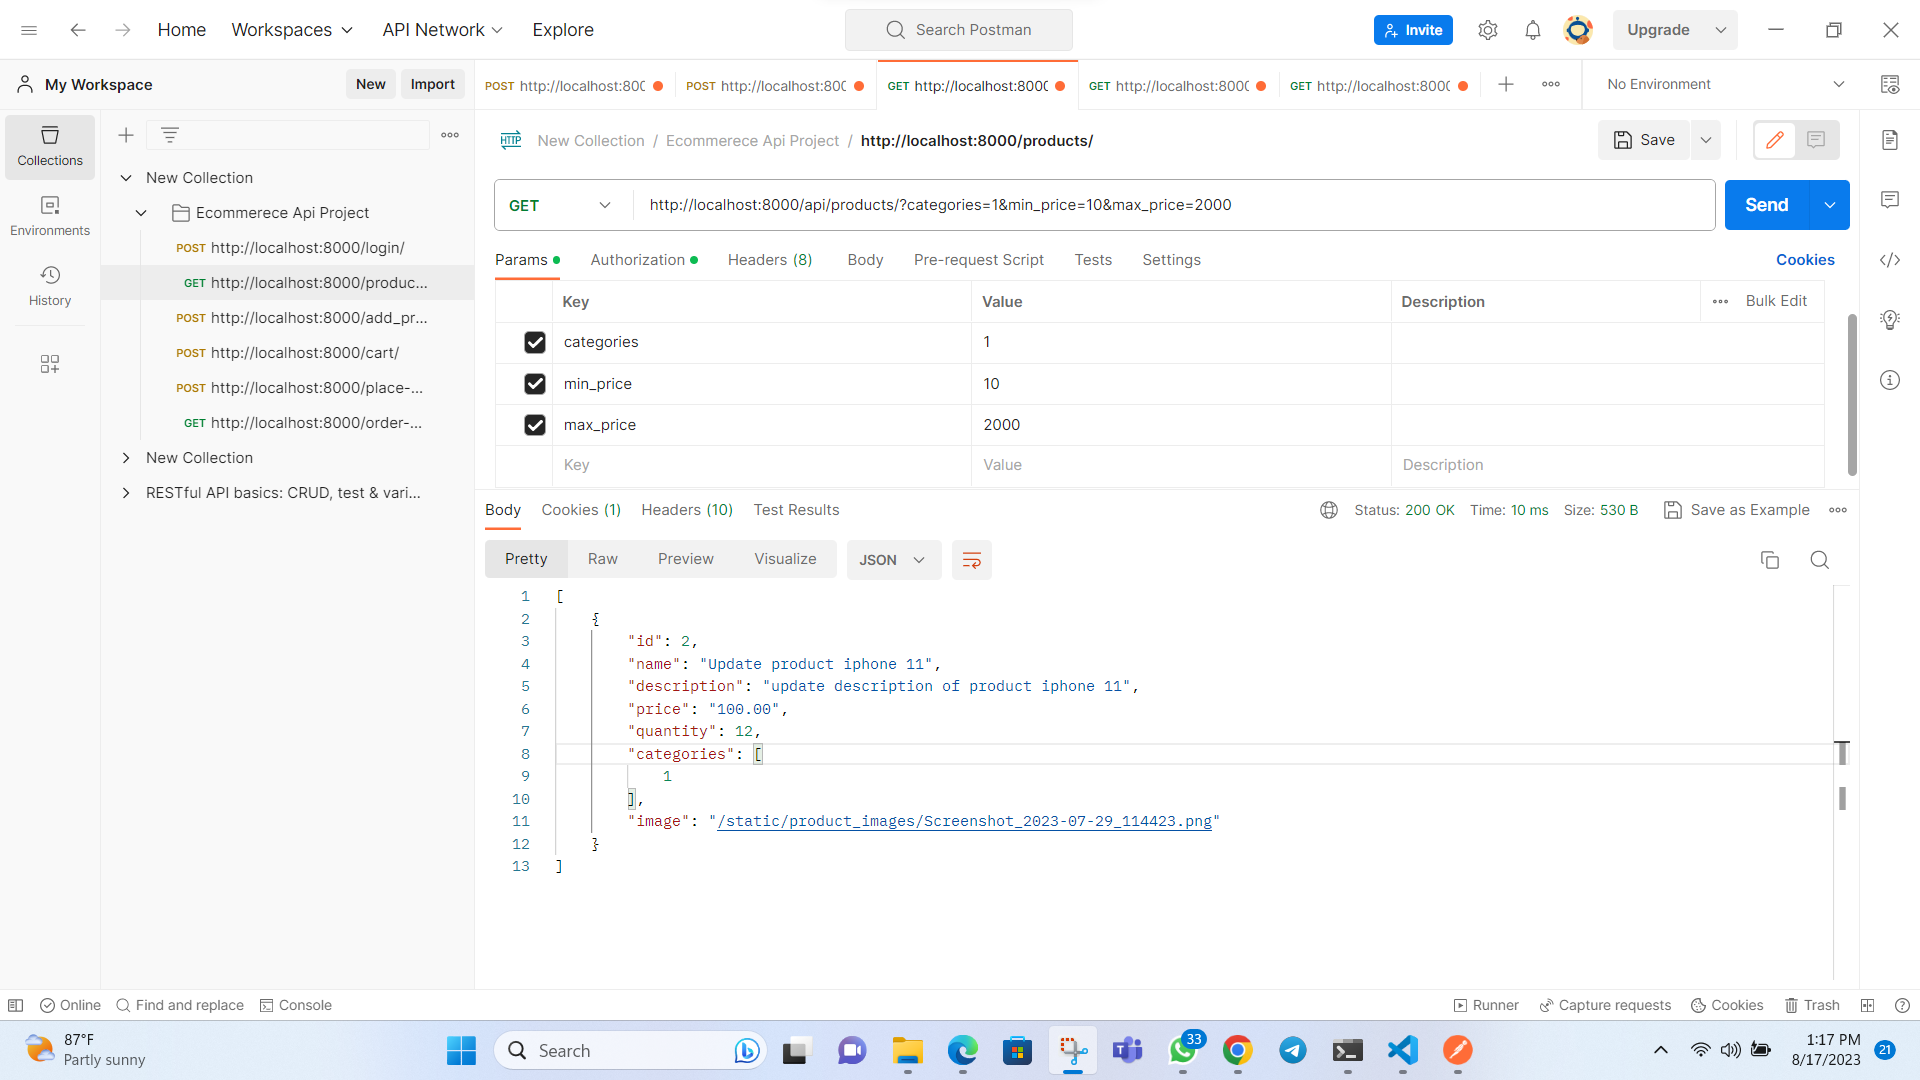 Home Workspaces API Network Explore Search Postman Invite Upgrade
My Workspace New Import
POST http://localhost:800 POST http://localhost:800 GET http://localhost:8000 GET http://localhost:800 GET http://localhost:800 No Environment
Collections
Environments
History
New Collection
Ecommerece Api Project
POST http://localhost:8000/login/
GET http://localhost:8000/produc...
POST http://localhost:8000/add_pr...
POST http://localhost:8000/cart/
POST http://localhost:8000/place-...
GET http://localhost:8000/order-...
New Collection
RESTful API basics: CRUD, test & vari...
HTTP New Collection / Ecommerece Api Project / http://localhost:8000/products/ Save
GET http://localhost:8000/api/products/?categories=1&min_price=10&max_price=2000 Send
Params Authorization Headers (8) Body Pre-request Script Tests Settings Cookies
Key Value Description Bulk Edit
categories 1
min_price 10
max_price 2000
Key Value Description
Body Cookies (1) Headers (10) Test Results Status: 200 OK Time: 10 ms Size: 530 B Save as Example
Pretty Raw Preview Visualize JSON
1 [
2 {
3 "id": 2,
4 "name": "Update product iphone 11",
5 "description": "update description of product iphone 11",
6 "price": "100.00",
7 "quantity": 12,
8 "categories": [
9 1
10 ],
11 "image": "/static/product_images/Screenshot_2023-07-29_114423.png"
12 }
13 ]
Online Find and replace Console Runner Capture requests Cookies Trash
87°F
Partly sunny
Search
33
1:17 PM
8/17/2023
21